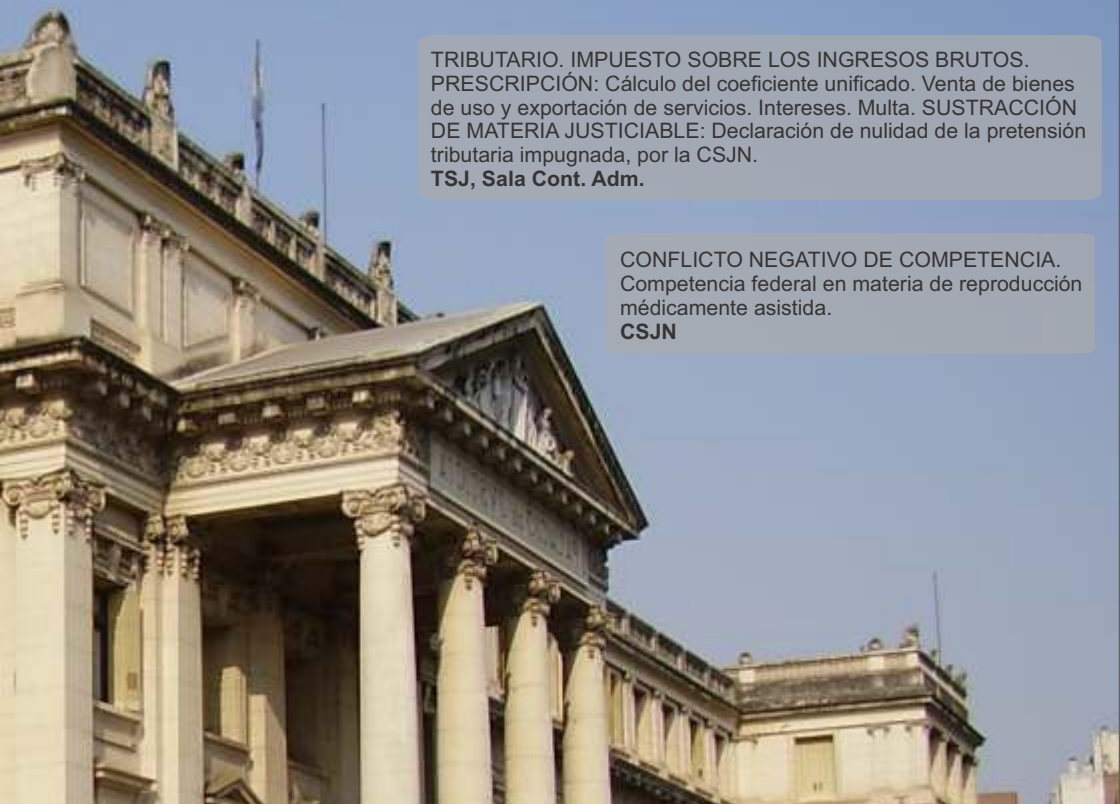 TRIBUTARIO. IMPUESTO SOBRE LOS INGRESOS BRUTOS.
PRESCRIPCIÓN: Cálculo del coeficiente unificado. Venta de bienes
de uso y exportación de servicios. Intereses. Multa. SUSTRACCIÓN
DE MATERIA JUSTICIABLE: Declaración de nulidad de la pretensión
tributaria impugnada, por la CSJN.
TSJ, Sala Cont. Adm.
CONFLICTO NEGATIVO DE COMPETENCIA.
Competencia federal en materia de reproducción
médicamente asistida.
CSJN